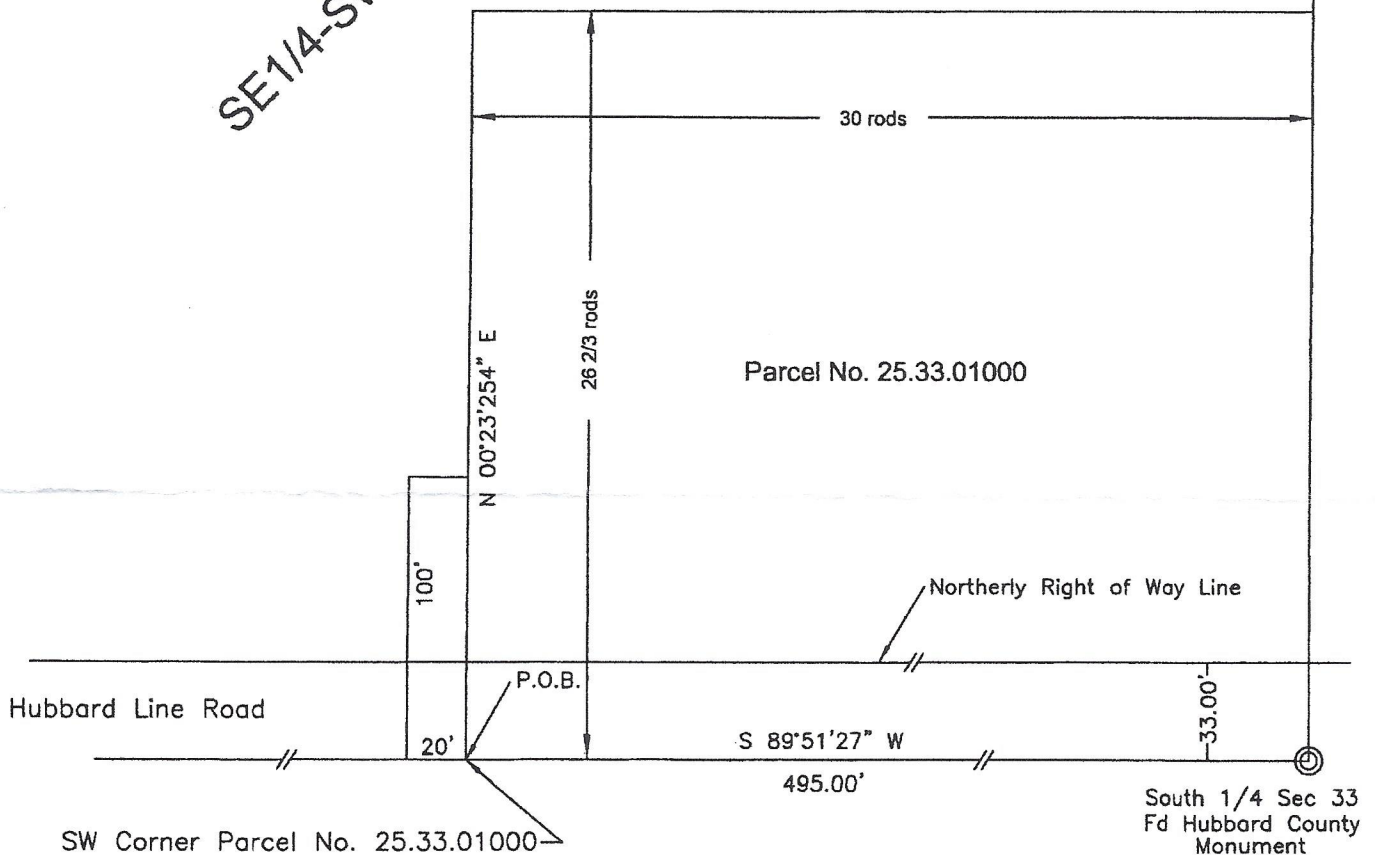 SE1/4-S
30 rods
26 2/3 rods
N 00°23'254" E
Parcel No. 25.33.01000
100'
Northerly Right of Way Line
P.O.B.
Hubbard Line Road
33.00'
20'
S 89°51'27" W
495.00'
South 1/4 Sec 33
Fd Hubbard County
Monument
SW Corner Parcel No. 25.33.01000